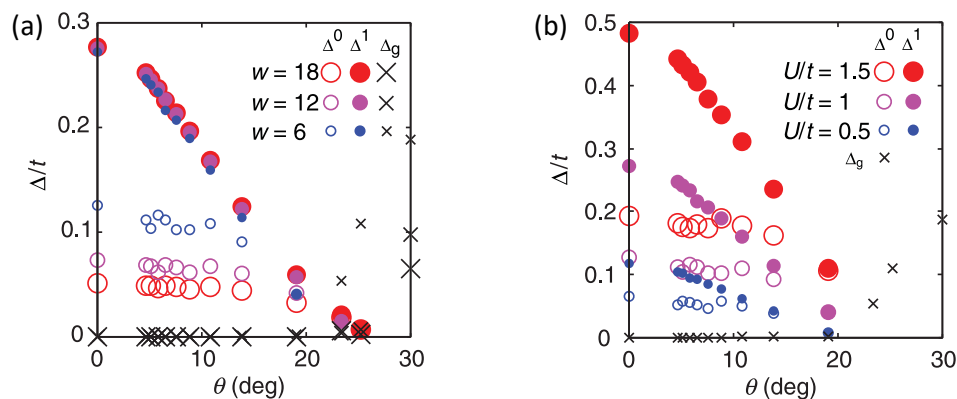 (a)
Δ⁰ Δ¹ Δg
w = 18
w = 12
w = 6
0.3
0.2
0.1
0
Δ/t
0 10 20 30
θ (deg)
(b)
Δ⁰ Δ¹
U/t = 1.5
U/t = 1
U/t = 0.5
Δg
0.5
0.4
0.3
0.2
0.1
0
Δ/t
0 10 20 30
θ (deg)